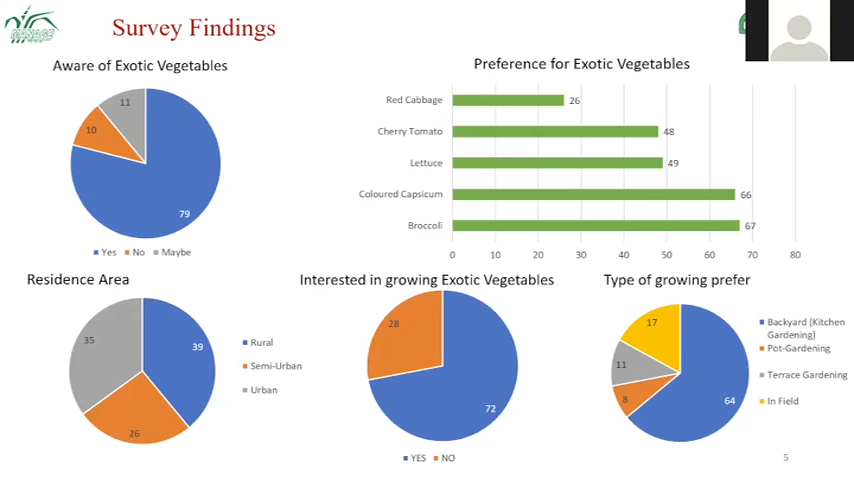 MANAGE
Survey Findings
Aware of Exotic Vegetables
11
10
79
Yes No Maybe
Preference for Exotic Vegetables
Red Cabbage 26
Cherry Tomato 48
Lettuce 49
Coloured Capsicum 66
Broccoli 67
0 10 20 30 40 50 60 70 80
Residence Area
35
39
26
Rural
Semi-Urban
Urban
Interested in growing Exotic Vegetables
28
72
YES NO
Type of growing prefer
17
11
8
64
Backyard (Kitchen
Gardening)
Pot-Gardening
Terrace Gardening
In Field
5